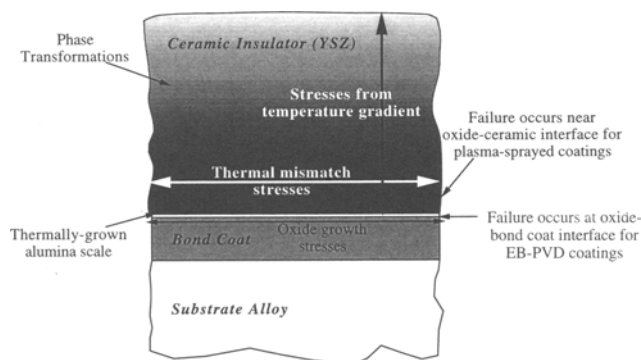 Phase
Transformations
Ceramic Insulator (YSZ)
Stresses from
temperature gradient
Failure occurs near
oxide-ceramic interface for
plasma-sprayed coatings
Thermal mismatch
stresses
Thermally-grown
alumina scale
Bond Coat
Oxide growth
stresses
Failure occurs at oxide-
bond coat interface for
EB-PVD coatings
Substrate Alloy